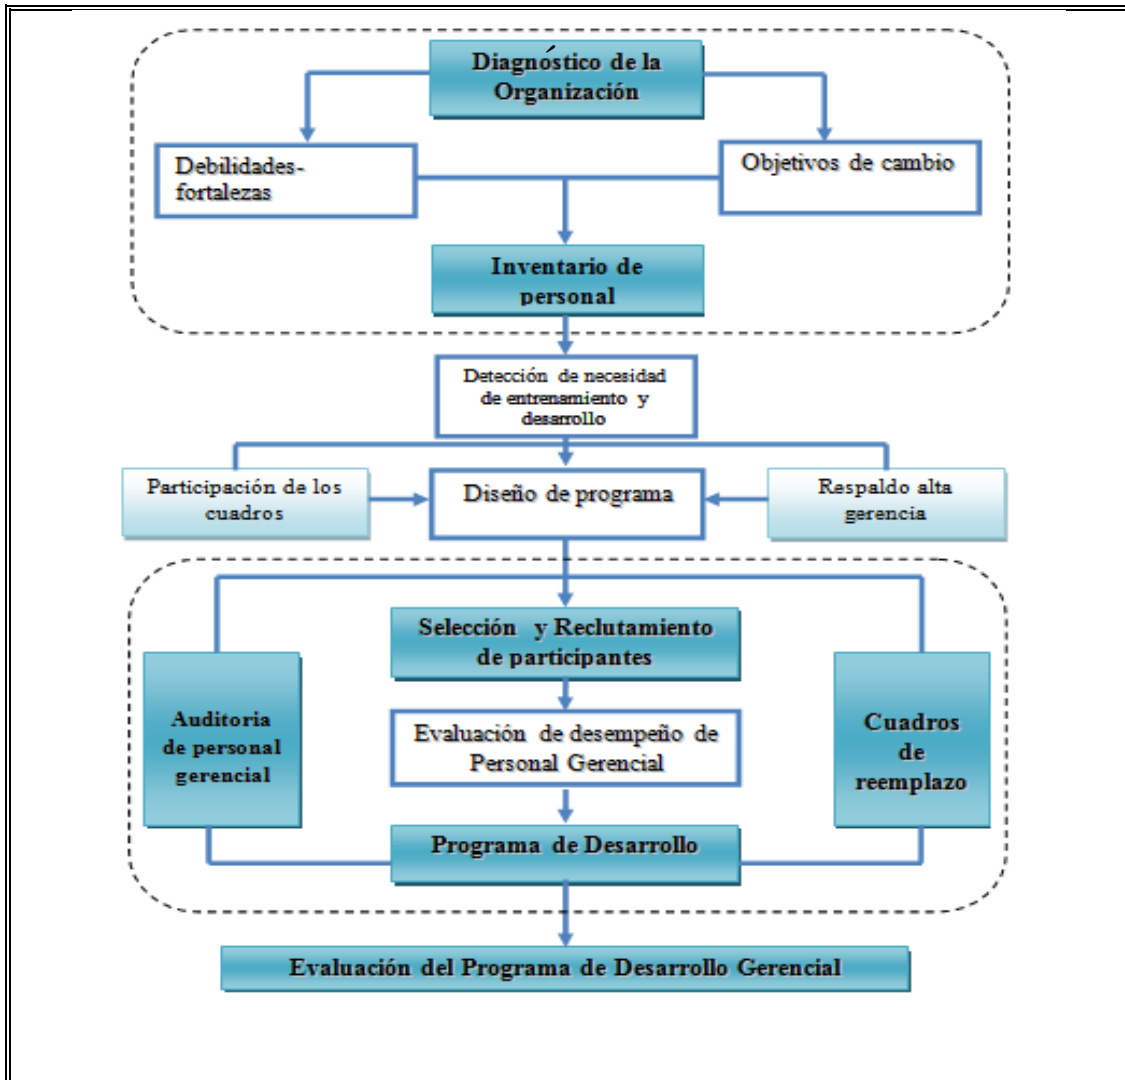 Diagnóstico de la
Organización
Debilidades-
fortalezas
Objetivos de cambio
Inventario de
personal
Detección de necesidad
de entrenamiento y
desarrollo
Participación de los
cuadros
Diseño de programa
Respaldo alta
gerencia
Selección y Reclutamiento
de participantes
Auditoria
de personal
gerencial
Evaluación de desempeño de
Personal Gerencial
Cuadros
de
reemplazo
Programa de Desarrollo
Evaluación del Programa de Desarrollo Gerencial